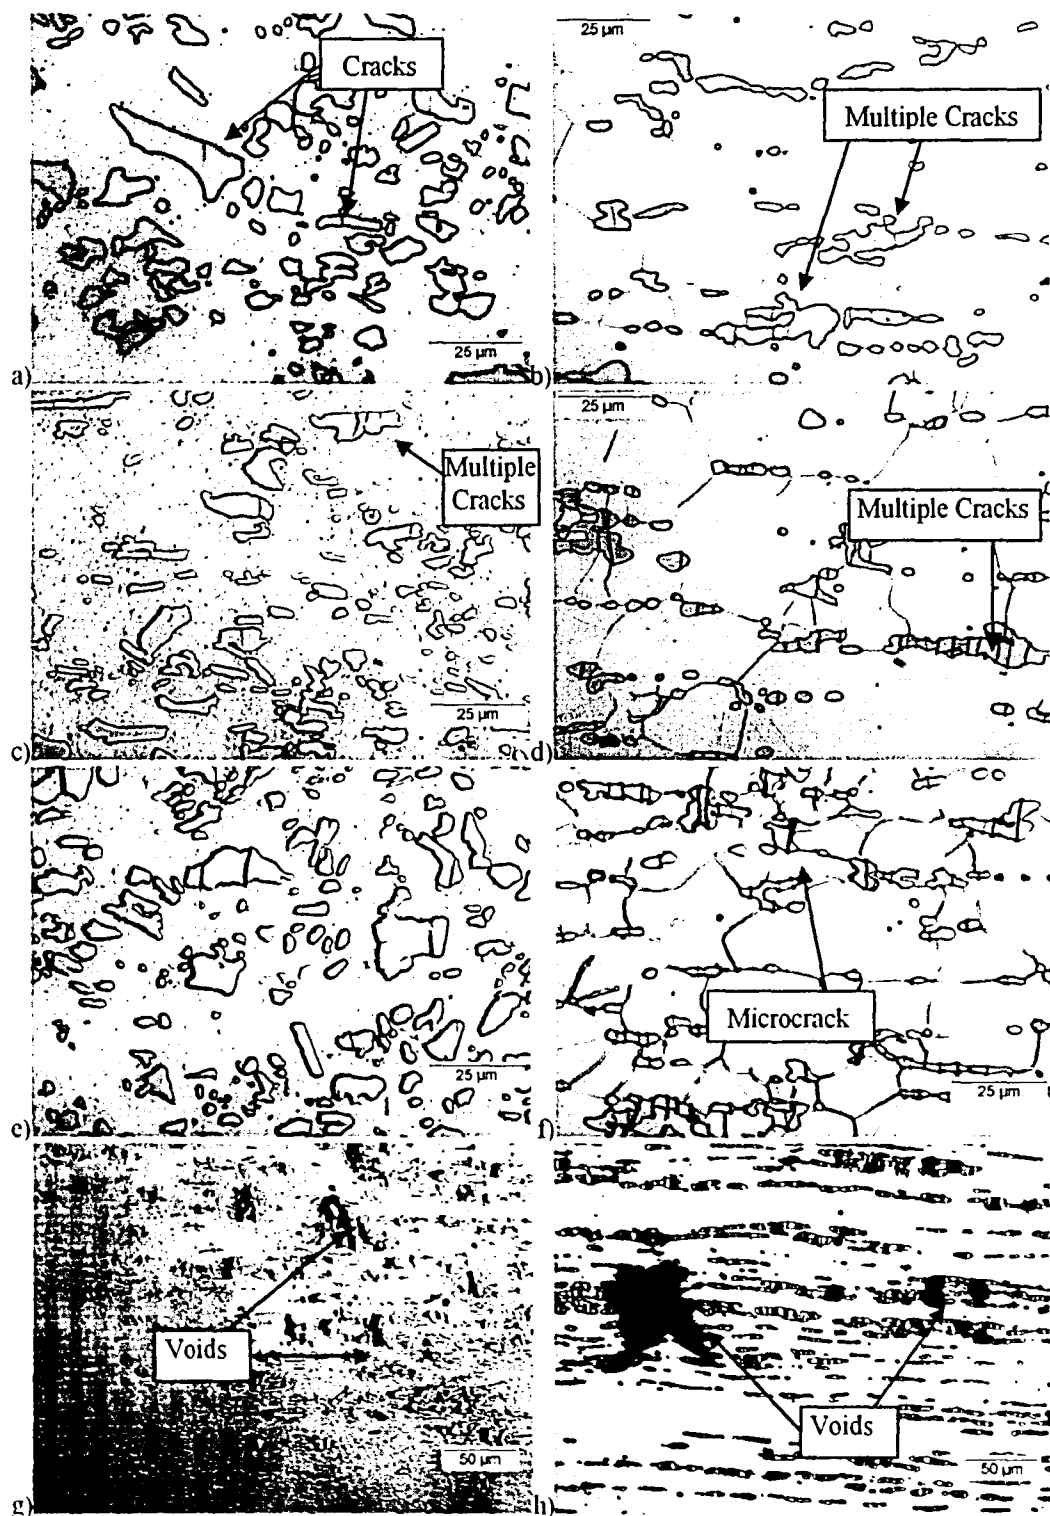 Cracks
25 µm
a)
25 µm
Multiple Cracks
b)
Multiple
Cracks
25 µm
c)
25 µm
Multiple Cracks
d)
25 µm
e)
Microcrack
25 µm
f)
Voids
50 µm
g)
Voids
50 µm
h)